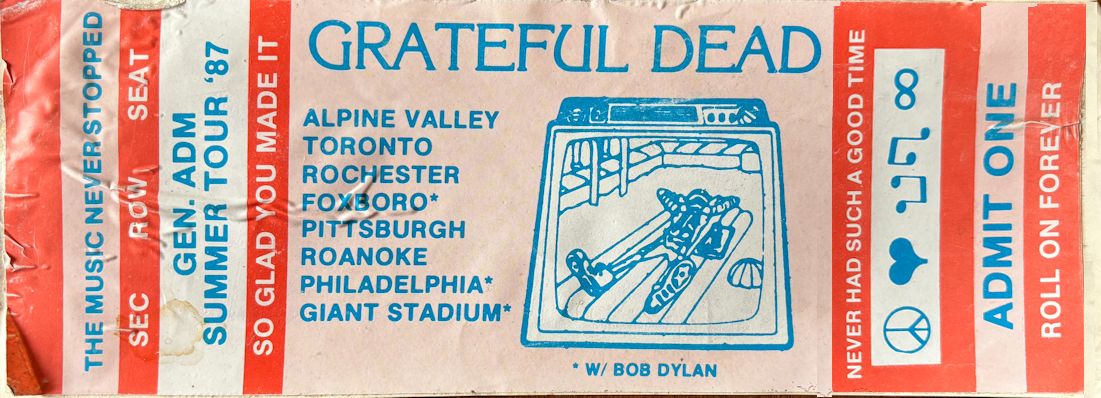 THE MUSIC NEVER STOPPPED
SEC ROW SEAT
GEN. ADM
SUMMER TOUR '87
SO GLAD YOU MADE IT
GRATEFUL DEAD
ALPINE VALLEY
TORONTO
ROCHESTER
FOXBORO*
PITTSBURGH
ROANOKE
PHILADELPHIA*
GIANT STADIUM*
* W/ BOB DYLAN
NEVER HAD SUCH A GOOD TIME
ADMIT ONE
ROLL ON FOREVER